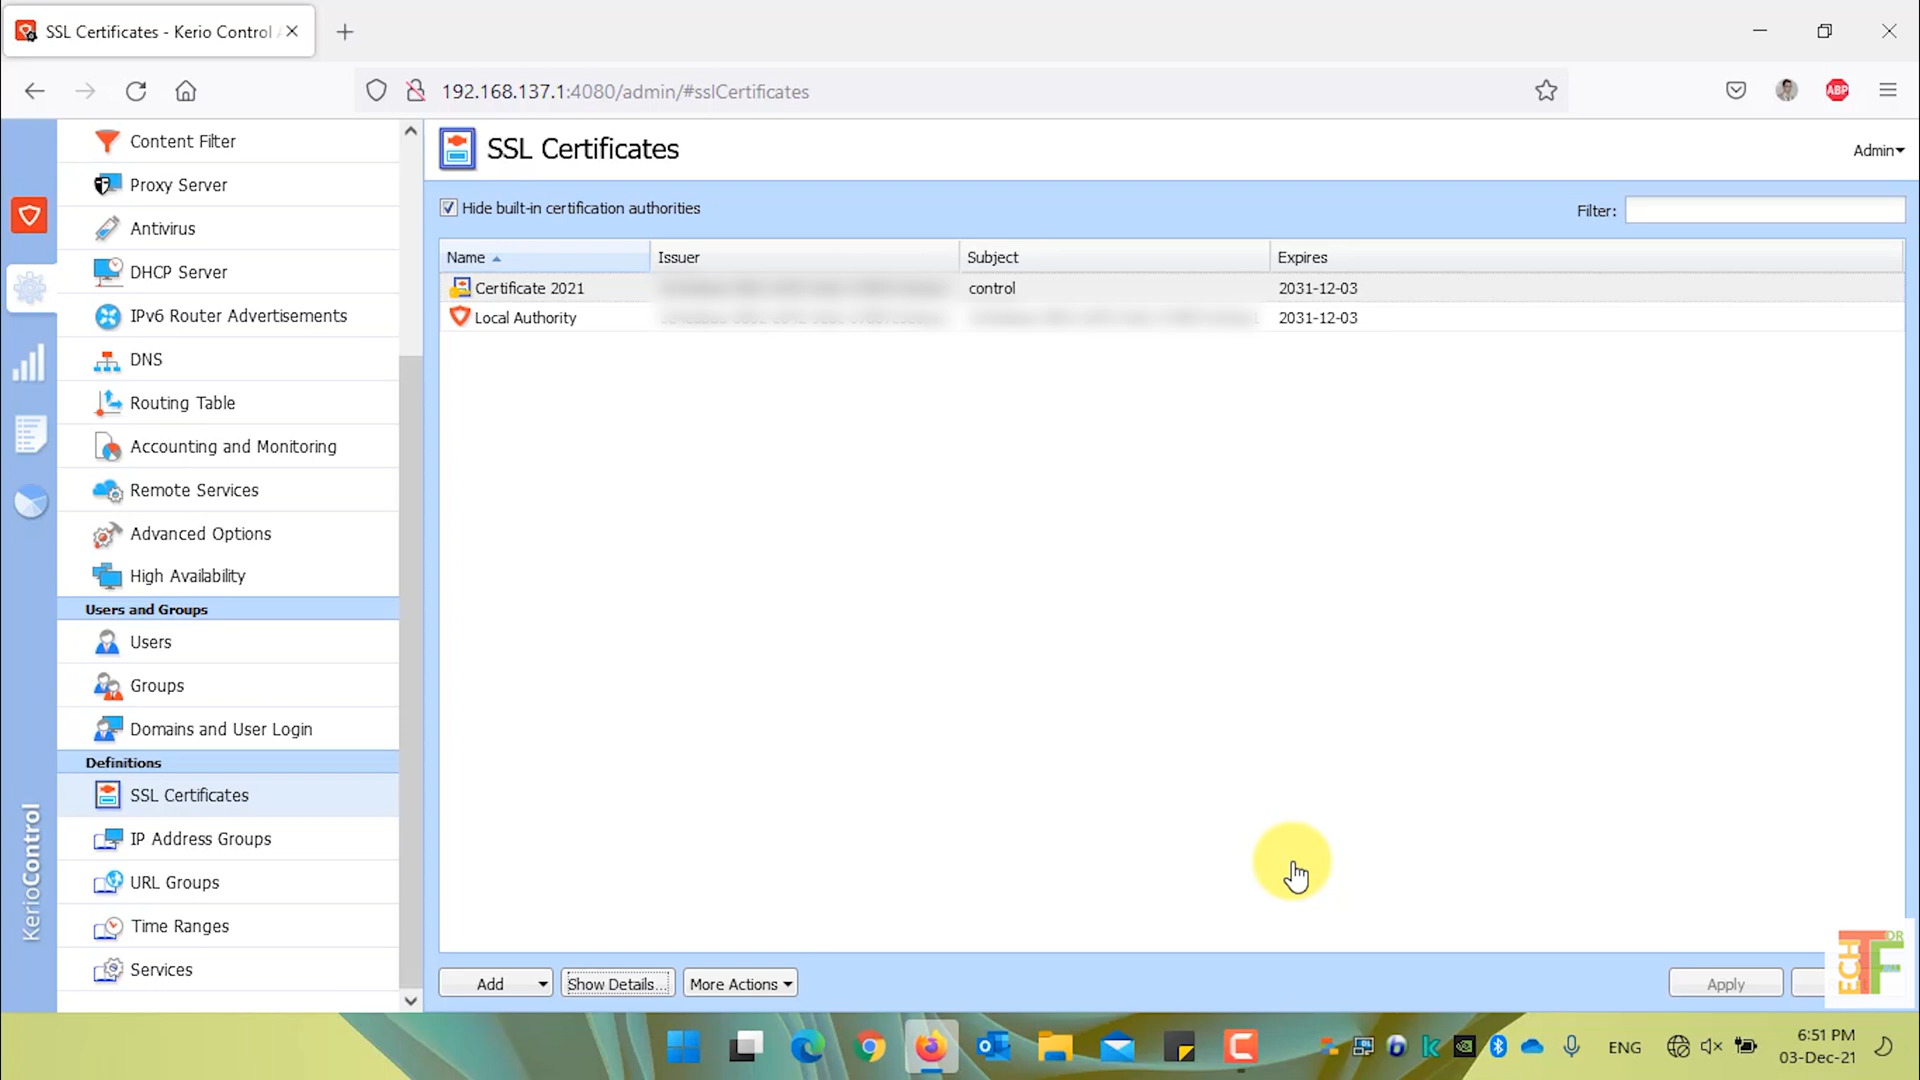 SSL Certificates - Kerio Control
192.168.137.1:4080/admin/#sslCertificates
ABP
Content Filter
Proxy Server
Antivirus
DHCP Server
IPv6 Router Advertisements
DNS
Routing Table
Accounting and Monitoring
Remote Services
Advanced Options
High Availability
Users and Groups
Users
Groups
Domains and User Login
Definitions
SSL Certificates
IP Address Groups
URL Groups
Time Ranges
Services
KerioControl
SSL Certificates
Admin
Hide built-in certification authorities
Filter:
Name Issuer Subject Expires
Certificate 2021 control 2031-12-03
Local Authority 2031-12-03
Add
Show Details...
More Actions
Apply
ECH T F OR ALL
ENG
6:51 PM
03-Dec-21